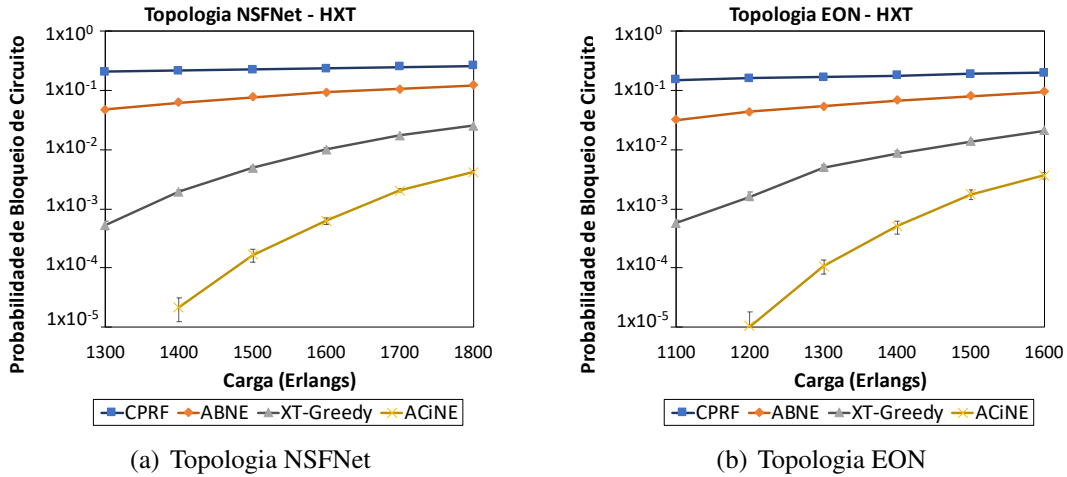 Topologia NSFNet - HXT
Probabilidade de Bloqueio de Circuito
1x10⁰
1x10⁻¹
1x10⁻²
1x10⁻³
1x10⁻⁴
1x10⁻⁵
1300 1400 1500 1600 1700 1800
Carga (Erlangs)
CPRF ABNE XT-Greedy ACiNE
(a) Topologia NSFNet
Topologia EON - HXT
Probabilidade de Bloqueio de Circuito
1x10⁰
1x10⁻¹
1x10⁻²
1x10⁻³
1x10⁻⁴
1x10⁻⁵
1100 1200 1300 1400 1500 1600
Carga (Erlangs)
CPRF ABNE XT-Greedy ACiNE
(b) Topologia EON